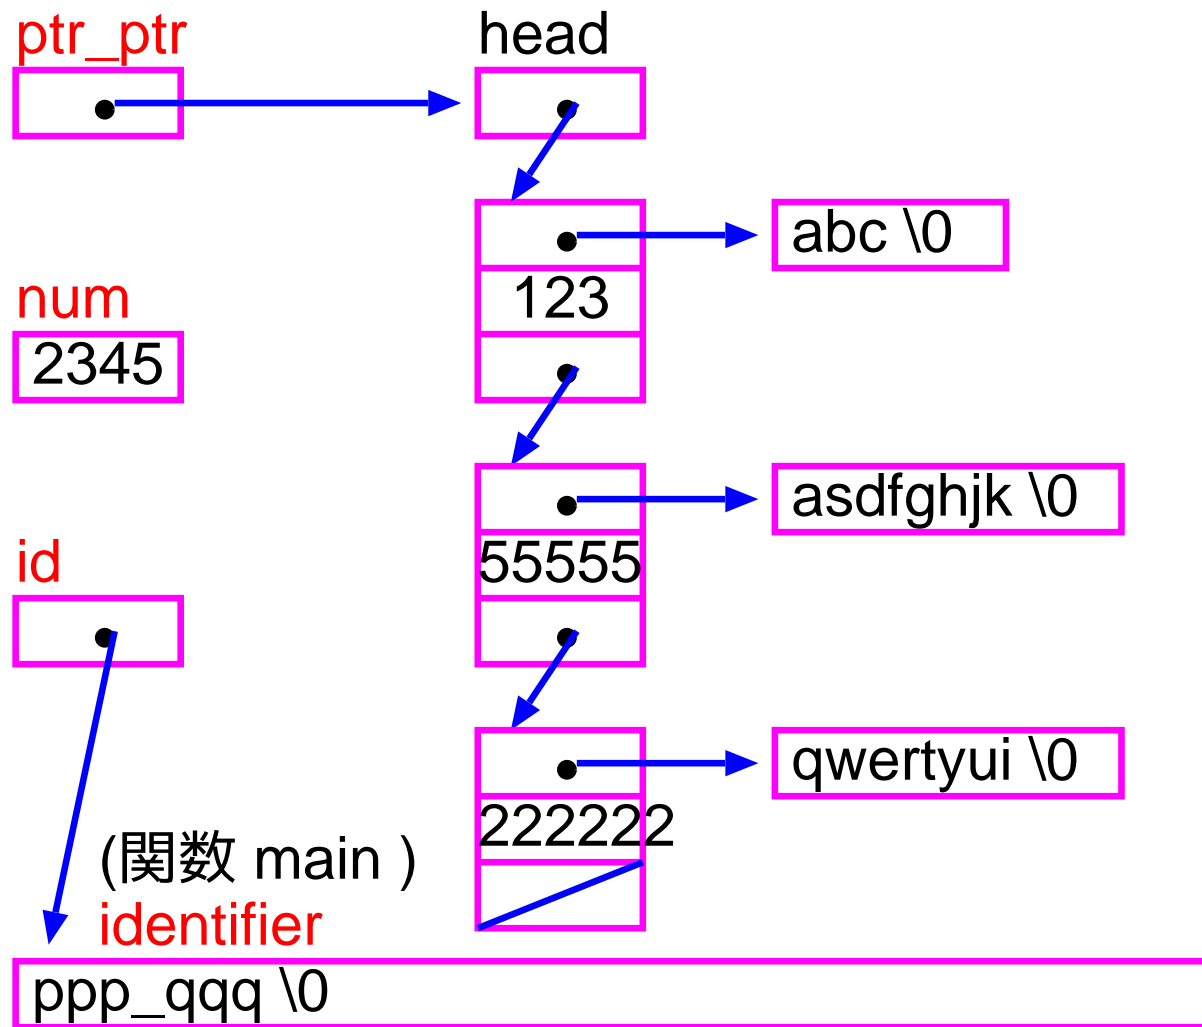 ptr_ptr
head
abc \0
num
123
2345
asdfghjk \0
id
55555
qwertyui \0
222222
(関数 main )
identifier
ppp_qqq \0